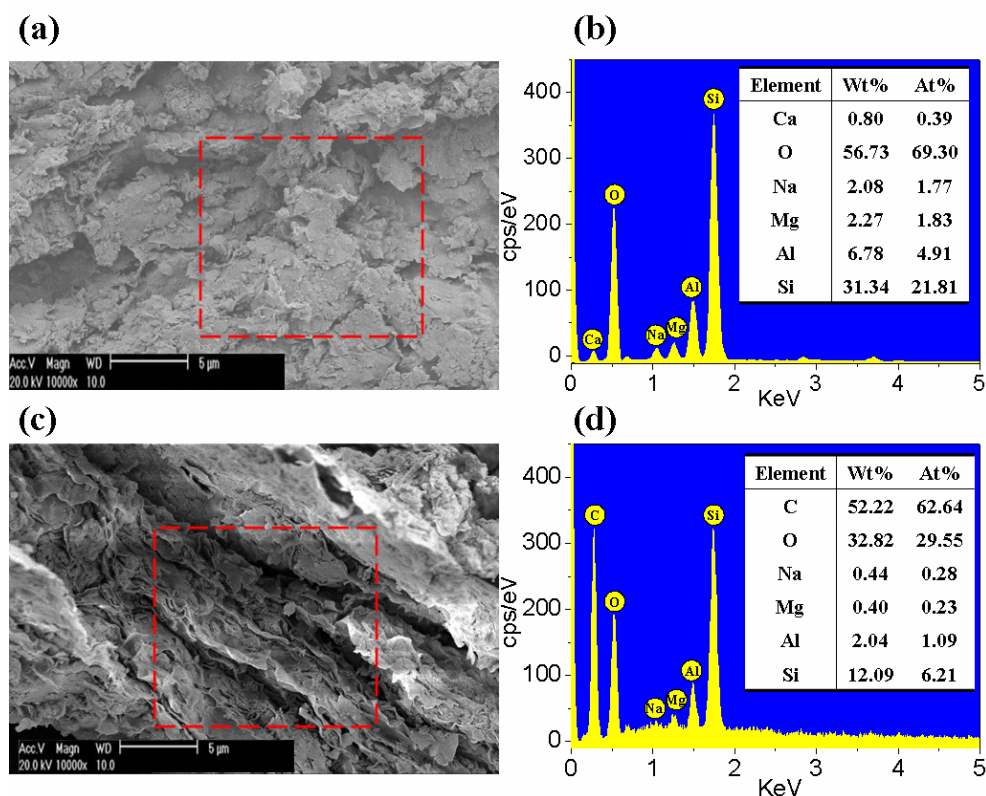 (a)
Acc.V Magn WD 5 μm
20.0 kV 10000x 10.0
(b)
cps/eV
400
300
200
100
0
0 1 2 3 4 5
KeV
Ca
O
Na
Mg
Al
Si
Element Wt% At%
Ca 0.80 0.39
O 56.73 69.30
Na 2.08 1.77
Mg 2.27 1.83
Al 6.78 4.91
Si 31.34 21.81
(c)
Acc.V Magn WD 5 μm
20.0 kV 10000x 10.0
(d)
cps/eV
400
300
200
100
0
0 1 2 3 4 5
KeV
C
O
Na
Mg
Al
Si
Element Wt% At%
C 52.22 62.64
O 32.82 29.55
Na 0.44 0.28
Mg 0.40 0.23
Al 2.04 1.09
Si 12.09 6.21